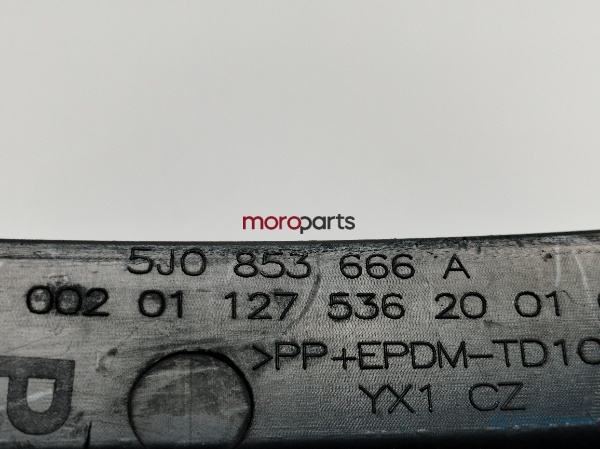 moroparts
5J0 853 666 A
002 01 127 536 20 01
>PP+EPDM-TD10
YX1 CZ
P